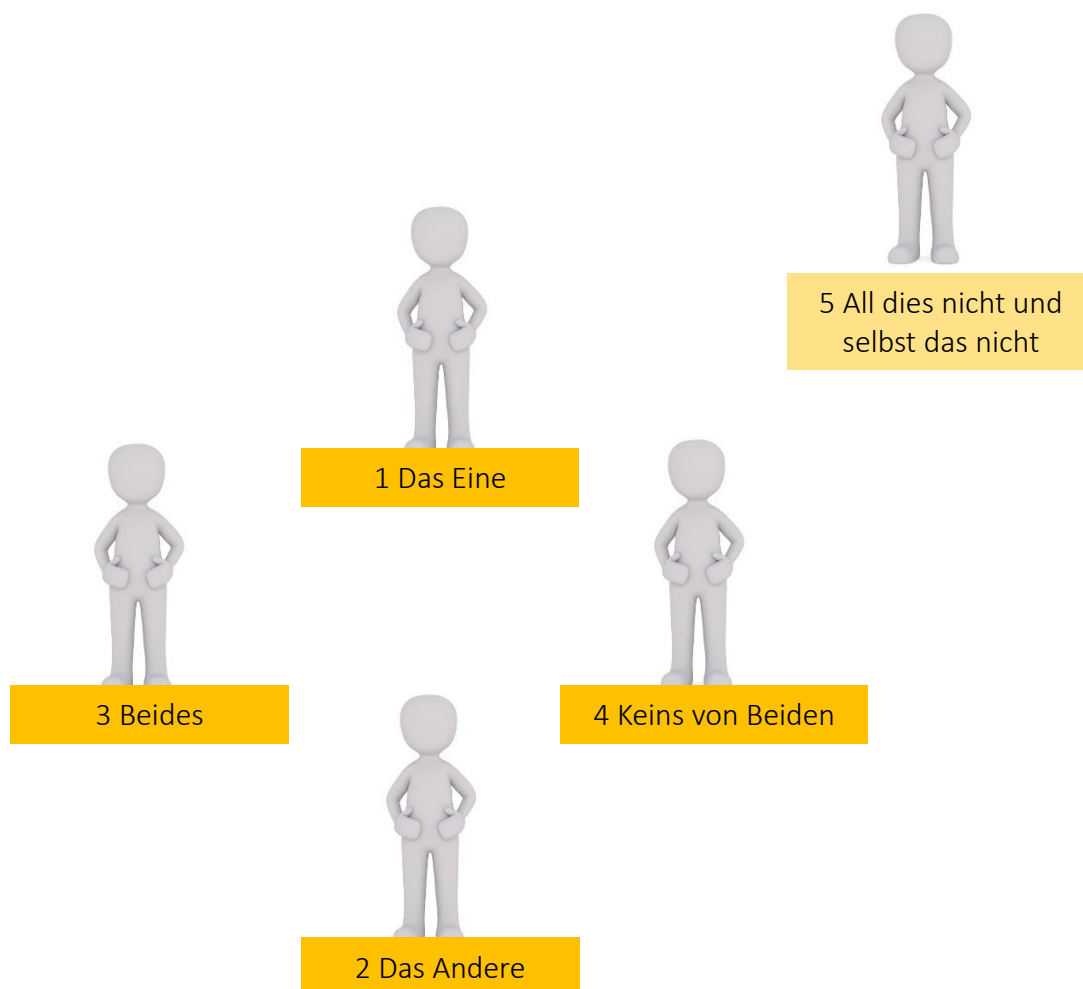 5 All dies nicht und
selbst das nicht
1 Das Eine
3 Beides
4 Keins von Beiden
2 Das Andere